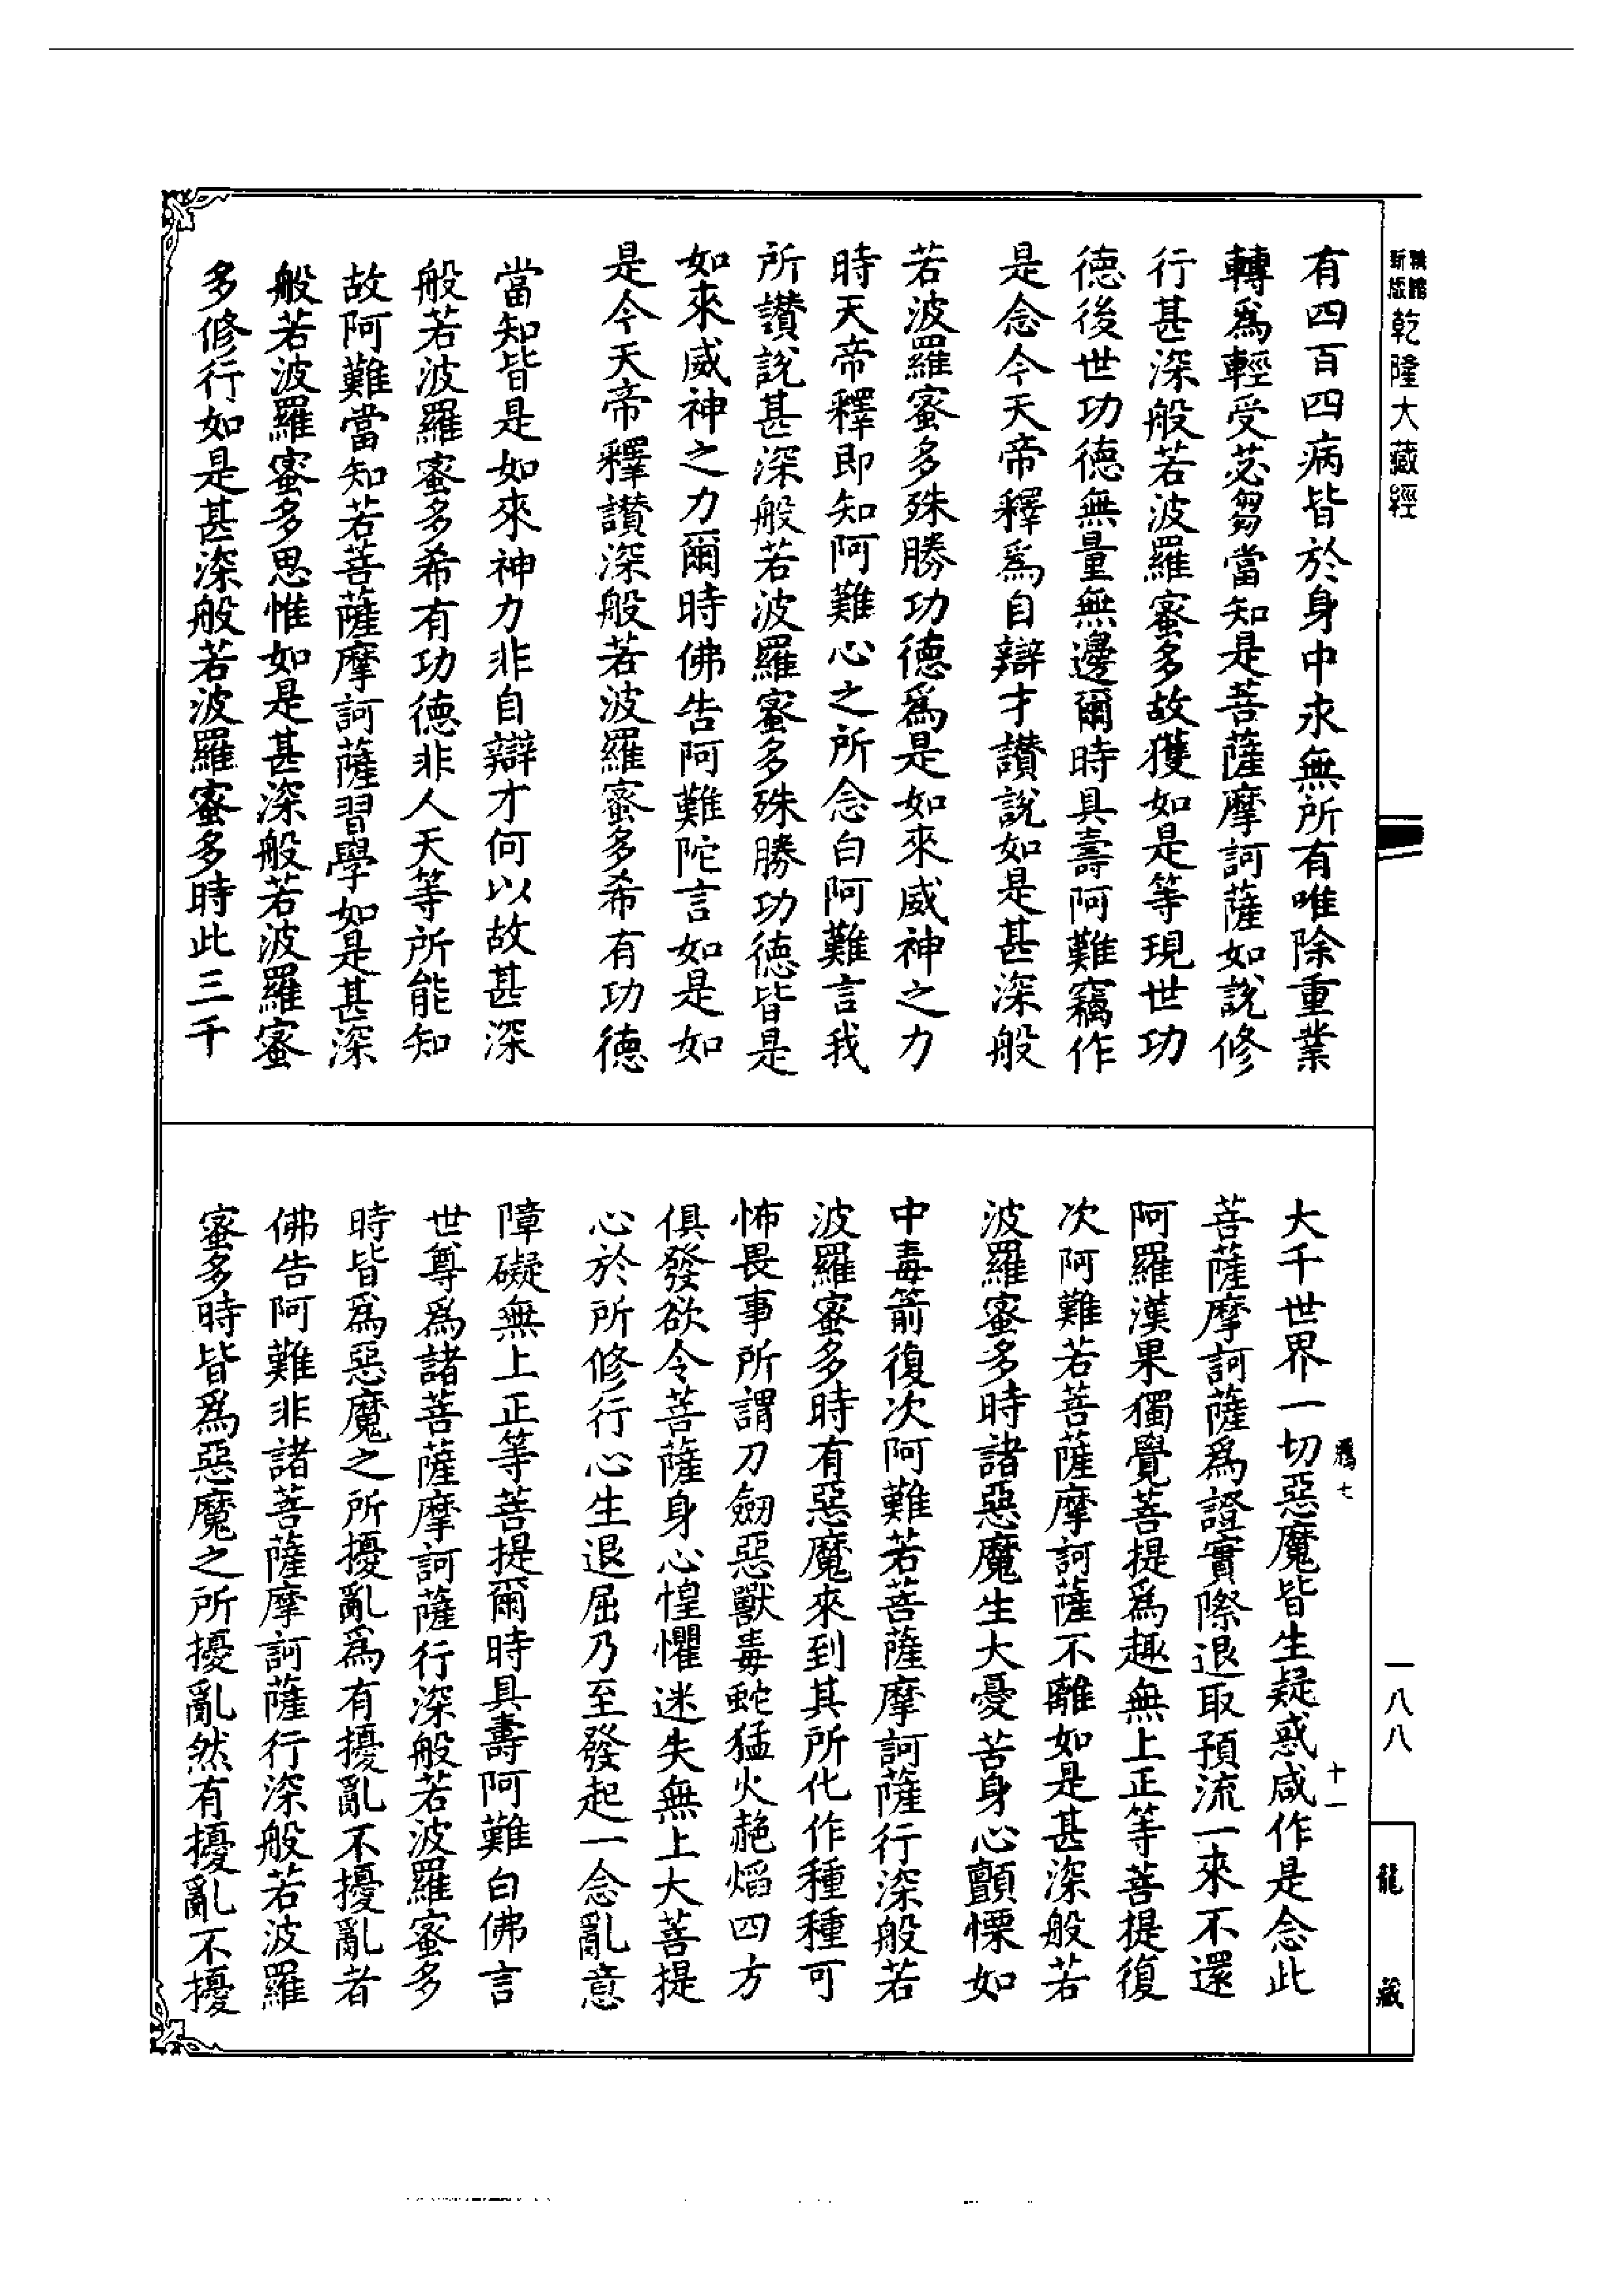 乾隆大藏經
有四百四病皆於身中永無所有唯除重業
轉爲輕受苾芻當知是菩薩摩訶薩如說修
行甚深般若波羅蜜多故獲如是等現世功
德後世功德無量無邊爾時具壽阿難竊作
是念今天帝釋爲自辯才讚說如是甚深般
若波羅蜜多殊勝功德爲是如來威神之力
時天帝釋即知阿難心之所念白阿難言我
所讚說甚深般若波羅蜜多殊勝功德皆是
如來威神之力爾時佛告阿難陀言如是如
是今天帝釋讚深般若波羅蜜多希有功德
當知皆是如來神力非自辯才何以故甚深
般若波羅蜜多希有功德非人天等所能知
故阿難當知若菩薩摩訶薩習學如是甚深
般若波羅蜜多思惟如是甚深般若波羅蜜
多修行如是甚深般若波羅蜜多時此三千
大千世界一切惡魔皆生疑惑咸作是念此
菩薩摩訶薩爲證實際退取預流一來不還
阿羅漢果獨覺菩提爲趣無上正等菩提復
次阿難若菩薩摩訶薩不離如是甚深般若
波羅蜜多時諸惡魔生大憂苦身心顫慄如
中毒箭復次阿難若菩薩摩訶薩行深般若
波羅蜜多時有惡魔來到其所化作種種可
怖畏事所謂刀劒惡獸毒蛇猛火赩熖四方
俱發欲令菩薩身心惶懼迷失無上大菩提
心於所修行心生退屈乃至發起一念亂意
障礙無上正等菩提爾時具壽阿難白佛言
世尊爲諸菩薩摩訶薩行深般若波羅蜜多
時皆爲惡魔之所擾亂爲有擾亂不擾亂者
佛告阿難非諸菩薩摩訶薩行深般若波羅
蜜多時皆爲惡魔之所擾亂然有擾亂不擾
七
十一
一八八
龍藏